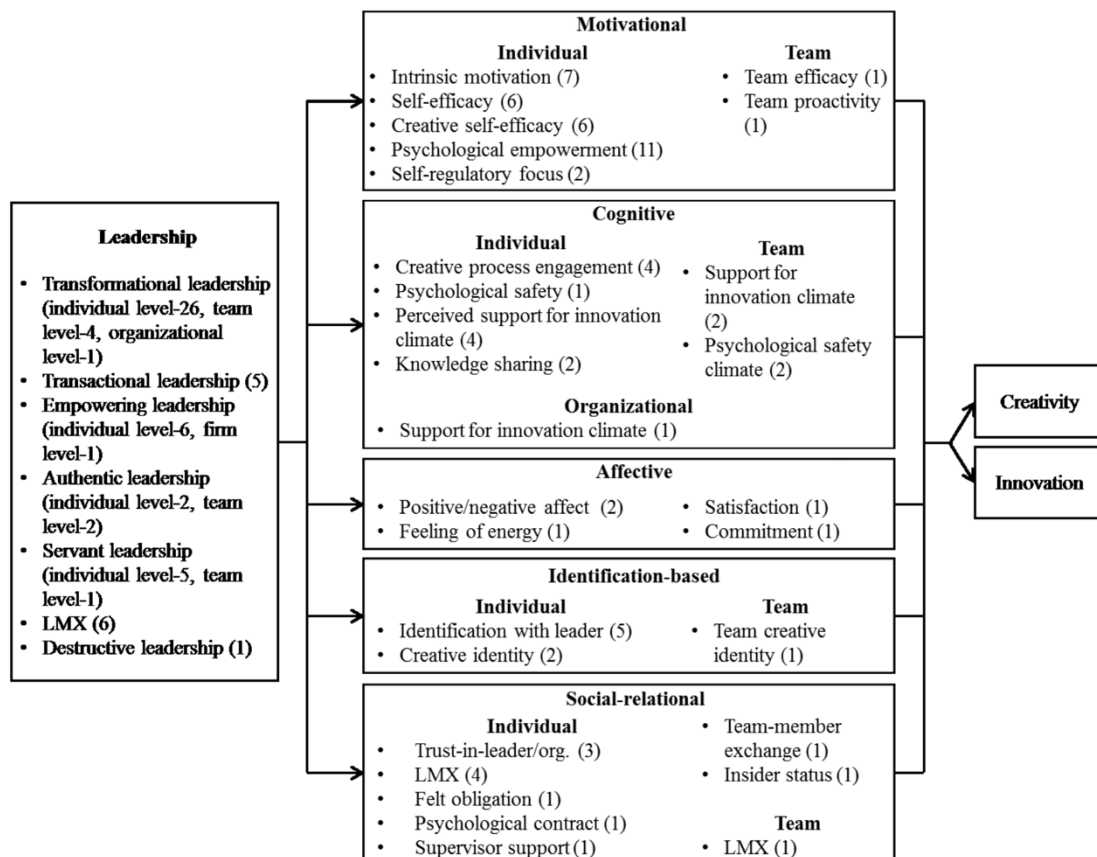 Leadership
• Transformational leadership
(individual level-26, team
level-4, organizational
level-1)
• Transactional leadership (5)
• Empowering leadership
(individual level-6, firm
level-1)
• Authentic leadership
(individual level-2, team
level-2)
• Servant leadership
(individual level-5, team
level-1)
• LMX (6)
• Destructive leadership (1)
Motivational
Individual
• Intrinsic motivation (7)
• Self-efficacy (6)
• Creative self-efficacy (6)
• Psychological empowerment (11)
• Self-regulatory focus (2)
Team
• Team efficacy (1)
• Team proactivity
(1)
Cognitive
Individual
• Creative process engagement (4)
• Psychological safety (1)
• Perceived support for innovation
climate (4)
• Knowledge sharing (2)
Team
• Support for
innovation climate
(2)
• Psychological safety
climate (2)
Organizational
• Support for innovation climate (1)
Affective
• Positive/negative affect (2)
• Feeling of energy (1)
• Satisfaction (1)
• Commitment (1)
Identification-based
Individual
• Identification with leader (5)
• Creative identity (2)
Team
• Team creative
identity (1)
Social-relational
Individual
• Trust-in-leader/org. (3)
• LMX (4)
• Felt obligation (1)
• Psychological contract (1)
• Supervisor support (1)
• Team-member
exchange (1)
• Insider status (1)
Team
• LMX (1)
Creativity
Innovation